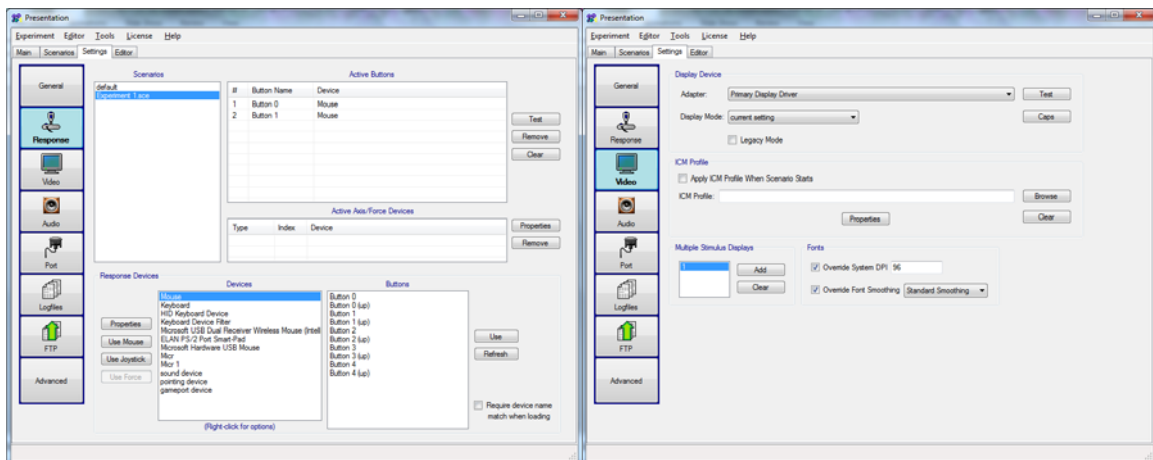 Presentation
Experiment Editor Tools License Help
Main Scenarios Settings Editor
General
Response
Video
Audio
Port
Logfiles
FTP
Advanced
Scenarios
default
Experiment 1.sce
Active Buttons
# Button Name Device
1 Button 0 Mouse
2 Button 1 Mouse
Test
Remove
Clear
Active Axis/Force Devices
Type Index Device
Properties
Remove
Response Devices
Devices
Buttons
Properties
Use Mouse
Use Joystick
Use Force
Mouse
Keyboard
HID Keyboard Device
Keyboard Device Filter
Microsoft USB Dual Receiver Wireless Mouse (Intell
ELAN PS/2 Port Smart-Pad
Microsoft Hardware USB Mouse
Micr
Micr 1
sound device
pointing device
gameport device
Button 0
Button 0 (up)
Button 1
Button 1 (up)
Button 2
Button 2 (up)
Button 3
Button 3 (up)
Button 4
Button 4 (up)
Use
Refresh
Require device name
match when loading
(Right-click for options)
Presentation
Experiment Editor Tools License Help
Main Scenarios Settings Editor
General
Response
Video
Audio
Port
Logfiles
FTP
Advanced
Display Device
Adapter: Primary Display Driver Test
Display Mode: current setting Caps
Legacy Mode
ICM Profile
Apply ICM Profile When Scenario Starts
ICM Profile: Browse
Properties Clear
Multiple Stimulus Displays
1
Add
Clear
Fonts
Override System DPI 96
Override Font Smoothing Standard Smoothing